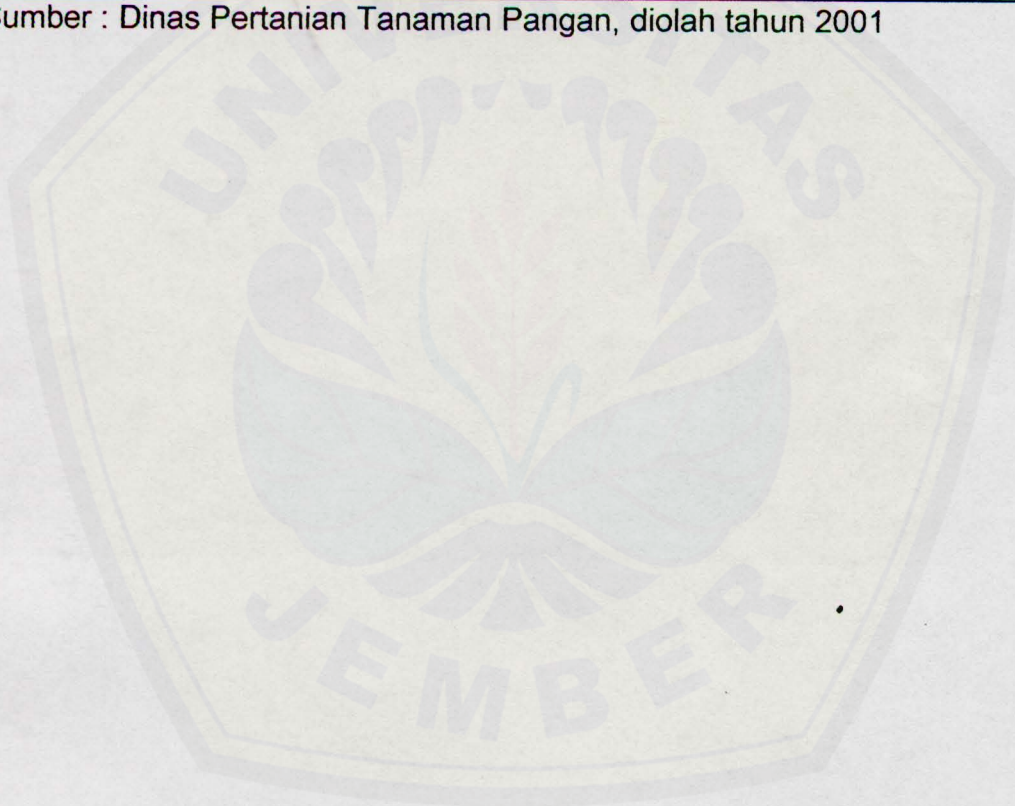 umber : Dinas Pertanian Tanaman Pangan, diolah tahun 2001
UNIVERSITAS
JEMBER